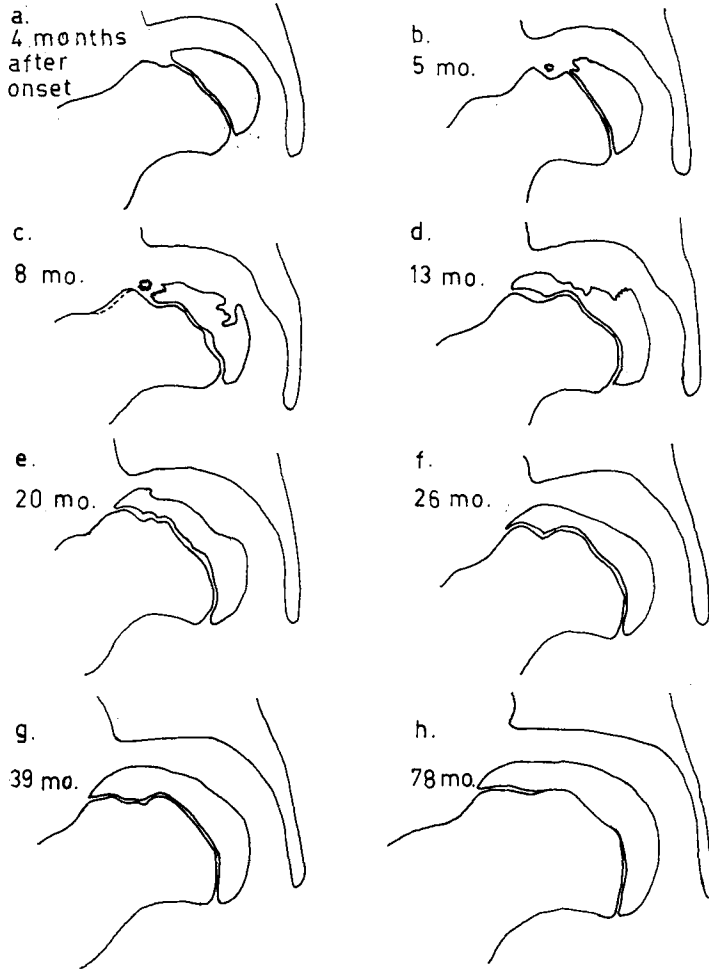 a.
4 months
after
onset
b.
5 mo.
c.
8 mo.
d.
13 mo.
e.
20 mo.
f.
26 mo.
g.
39 mo.
h.
78 mo.